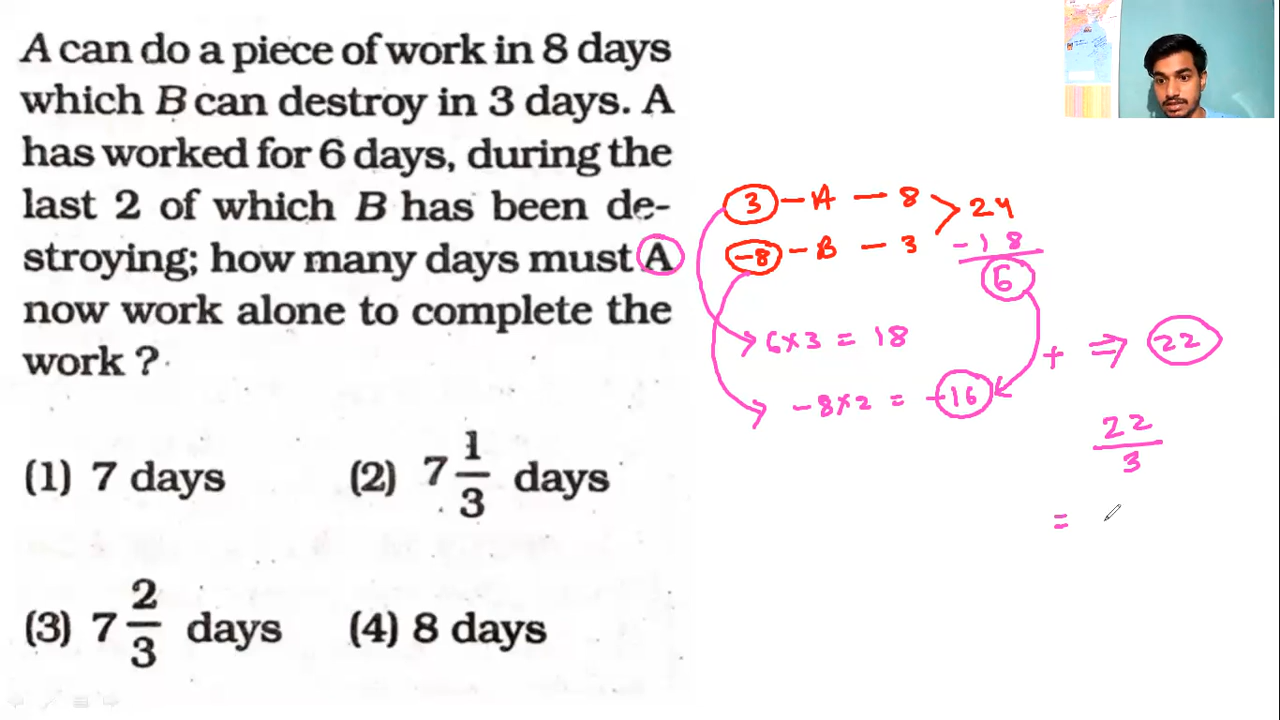 A can do a piece of work in 8 days
which B can destroy in 3 days. A
has worked for 6 days, during the
last 2 of which B has been de-
stroying; how many days must A
now work alone to complete the
work ?
(1) 7 days (2) 7 1/3 days
(3) 7 2/3 days (4) 8 days
3 - A - 8 > 24
-8 - B - 3
-18
6
6×3 = 18
-8×2 = -16
+ ⇒ 22
22/3
=